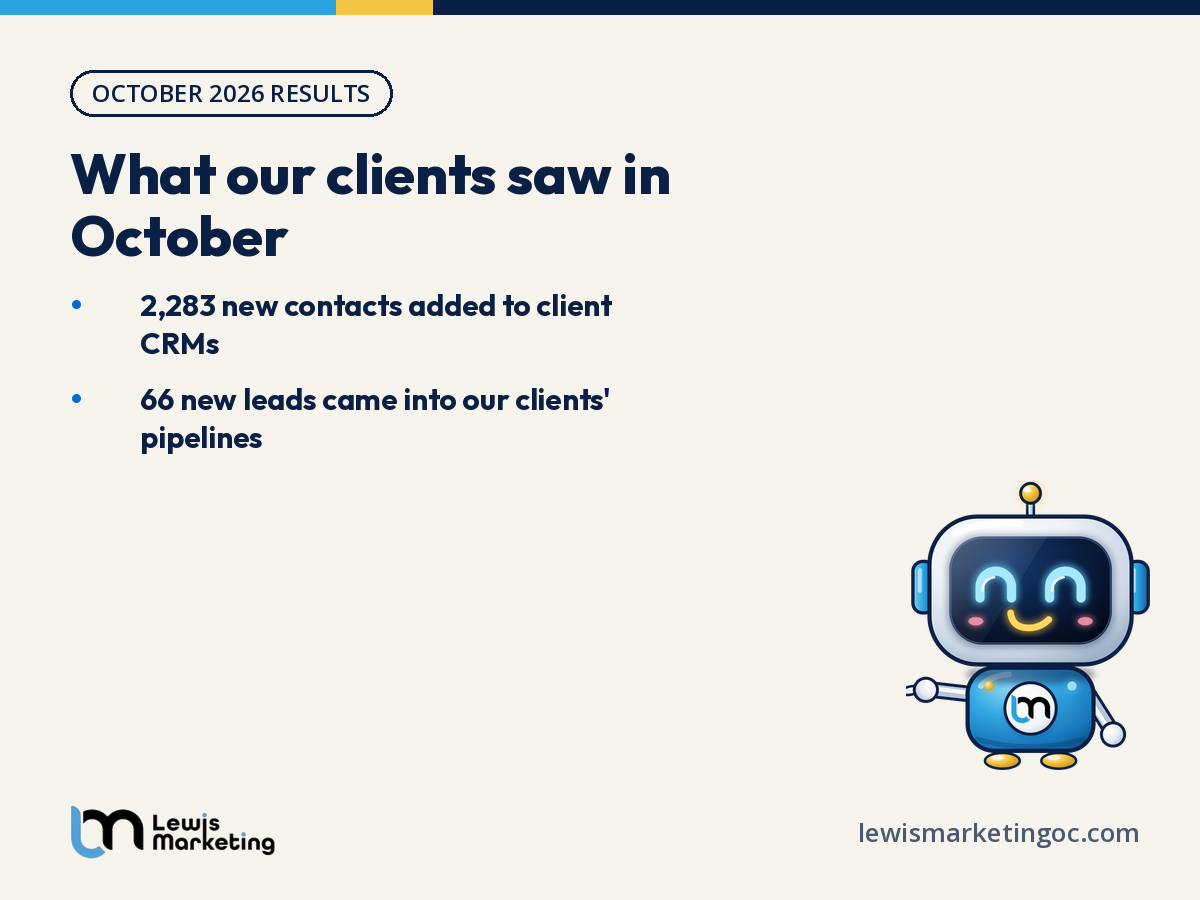 OCTOBER 2026 RESULTS
What our clients saw in
October
• 2,283 new contacts added to client
CRMs
• 66 new leads came into our clients'
pipelines
Lewis
Marketing
lewismarketingoc.com